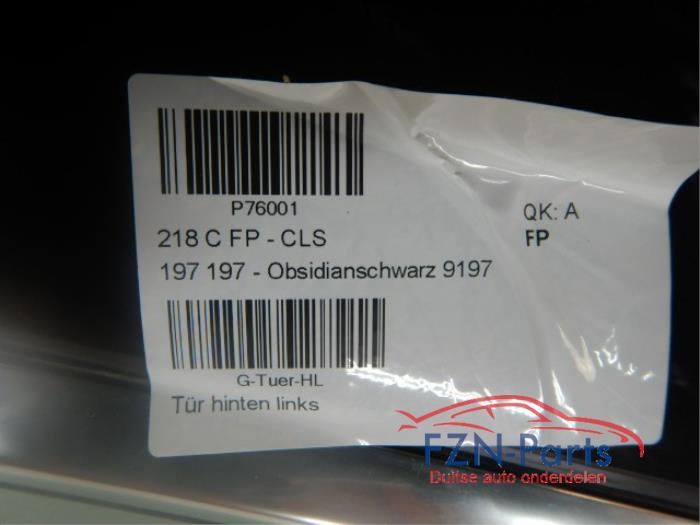 P76001
QK: A
218 C FP - CLS
FP
197 197 - Obsidianschwarz 9197
G-Tuer-HL
Tür hinten links
FZN-Parts
Duitse auto onderdelen